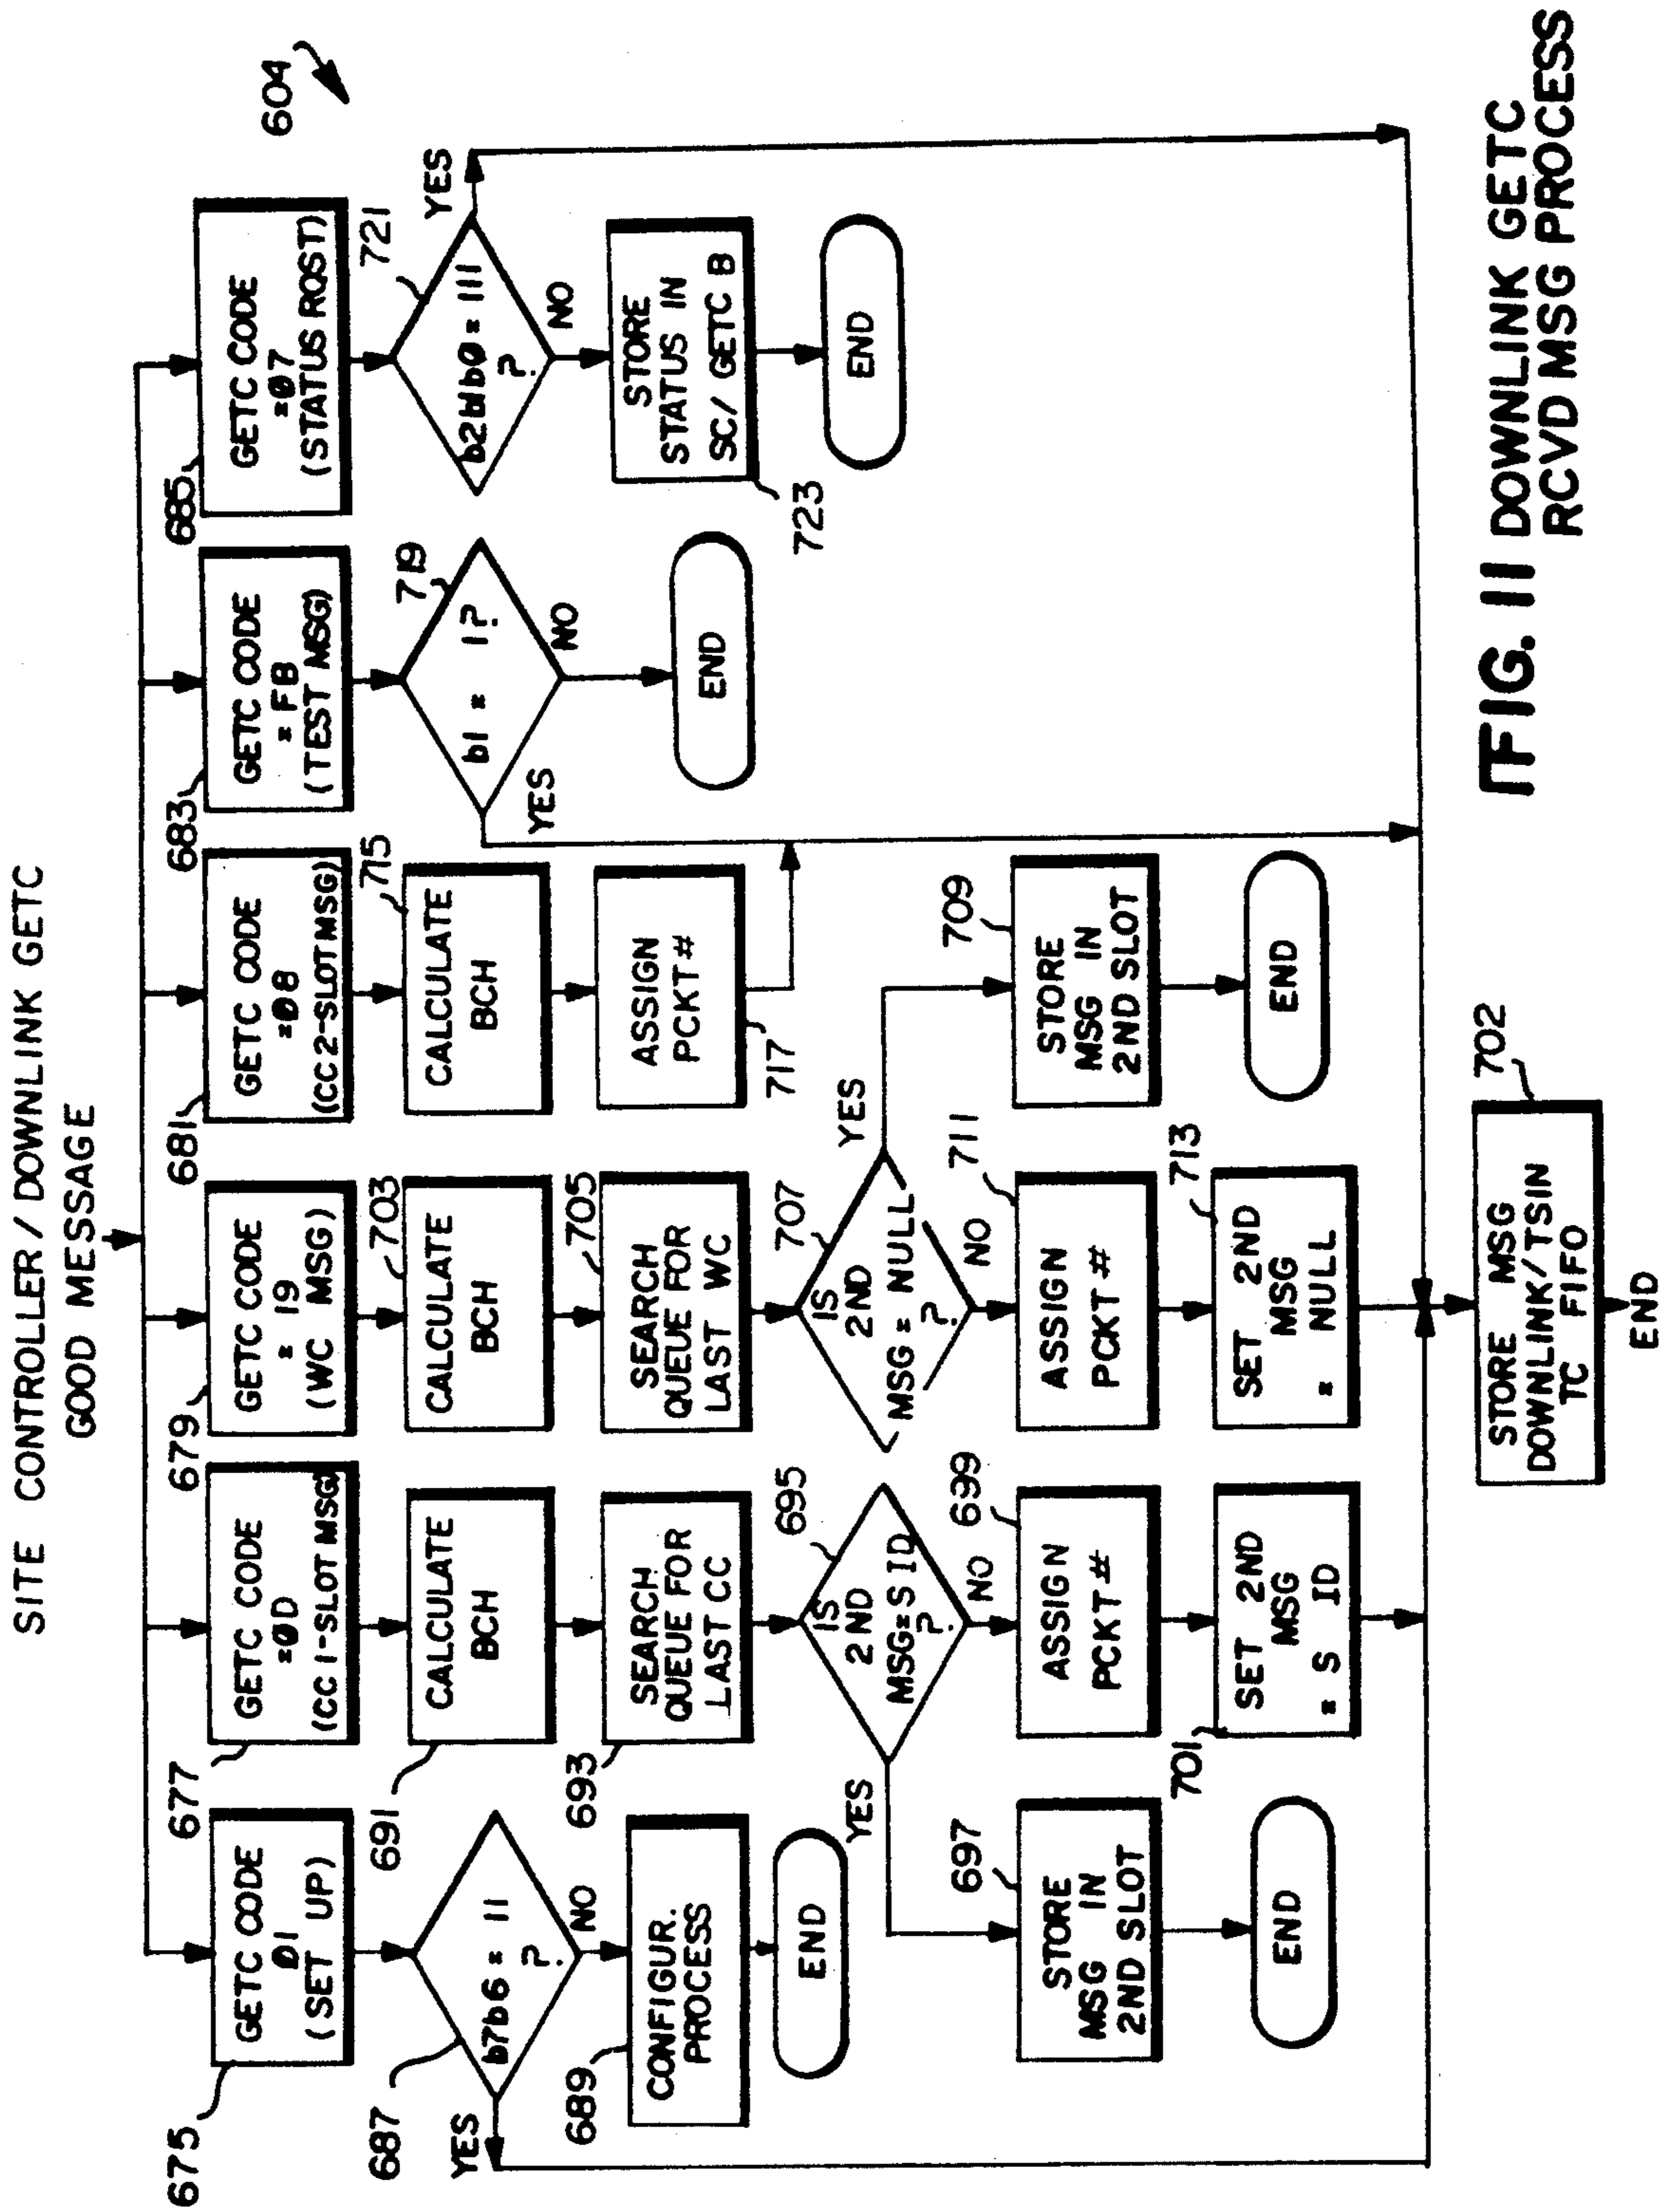 SITE CONTROLLER/DOWNLINK GETC
GOOD MESSAGE
604
675
GETC CODE
01
(SET UP)
677
GETC CODE
=0D
(CC 1-SLOT MSG)
679
GETC CODE
= 19
(WC MSG)
681
GETC CODE
=08
(CC 2-SLOT MSG)
683
GETC CODE
= FB
(TEST MSG)
685
GETC CODE
=07
(STATUS RQST)
687
b7b6 = 11
?
YES
NO
691
CALCULATE
BCH
703
CALCULATE
BCH
715
CALCULATE
BCH
719
b1 = 1?
YES
NO
721
b2b1b0 = 111
?
YES
NO
689
CONFIGUR.
PROCESS
END
693
SEARCH
QUEUE FOR
LAST CC
705
SEARCH
QUEUE FOR
LAST WC
ASSIGN
PCKT#
717
END
STORE
STATUS IN
SC/ GETC B
723
END
695
IS
2ND
MSG=S ID
?
YES
NO
707
IS
2ND
MSG = NULL
?
YES
NO
697
STORE
MSG IN
2ND SLOT
END
699
ASSIGN
PCKT#
701
SET 2ND
MSG
= S ID
711
ASSIGN
PCKT #
713
SET 2ND
MSG
= NULL
709
STORE
MSG IN
2ND SLOT
END
702
STORE MSG
DOWNLINK/TSIN
TC FIFO
END
FIG. 11 DOWNLINK GETC
RCVD MSG PROCESS